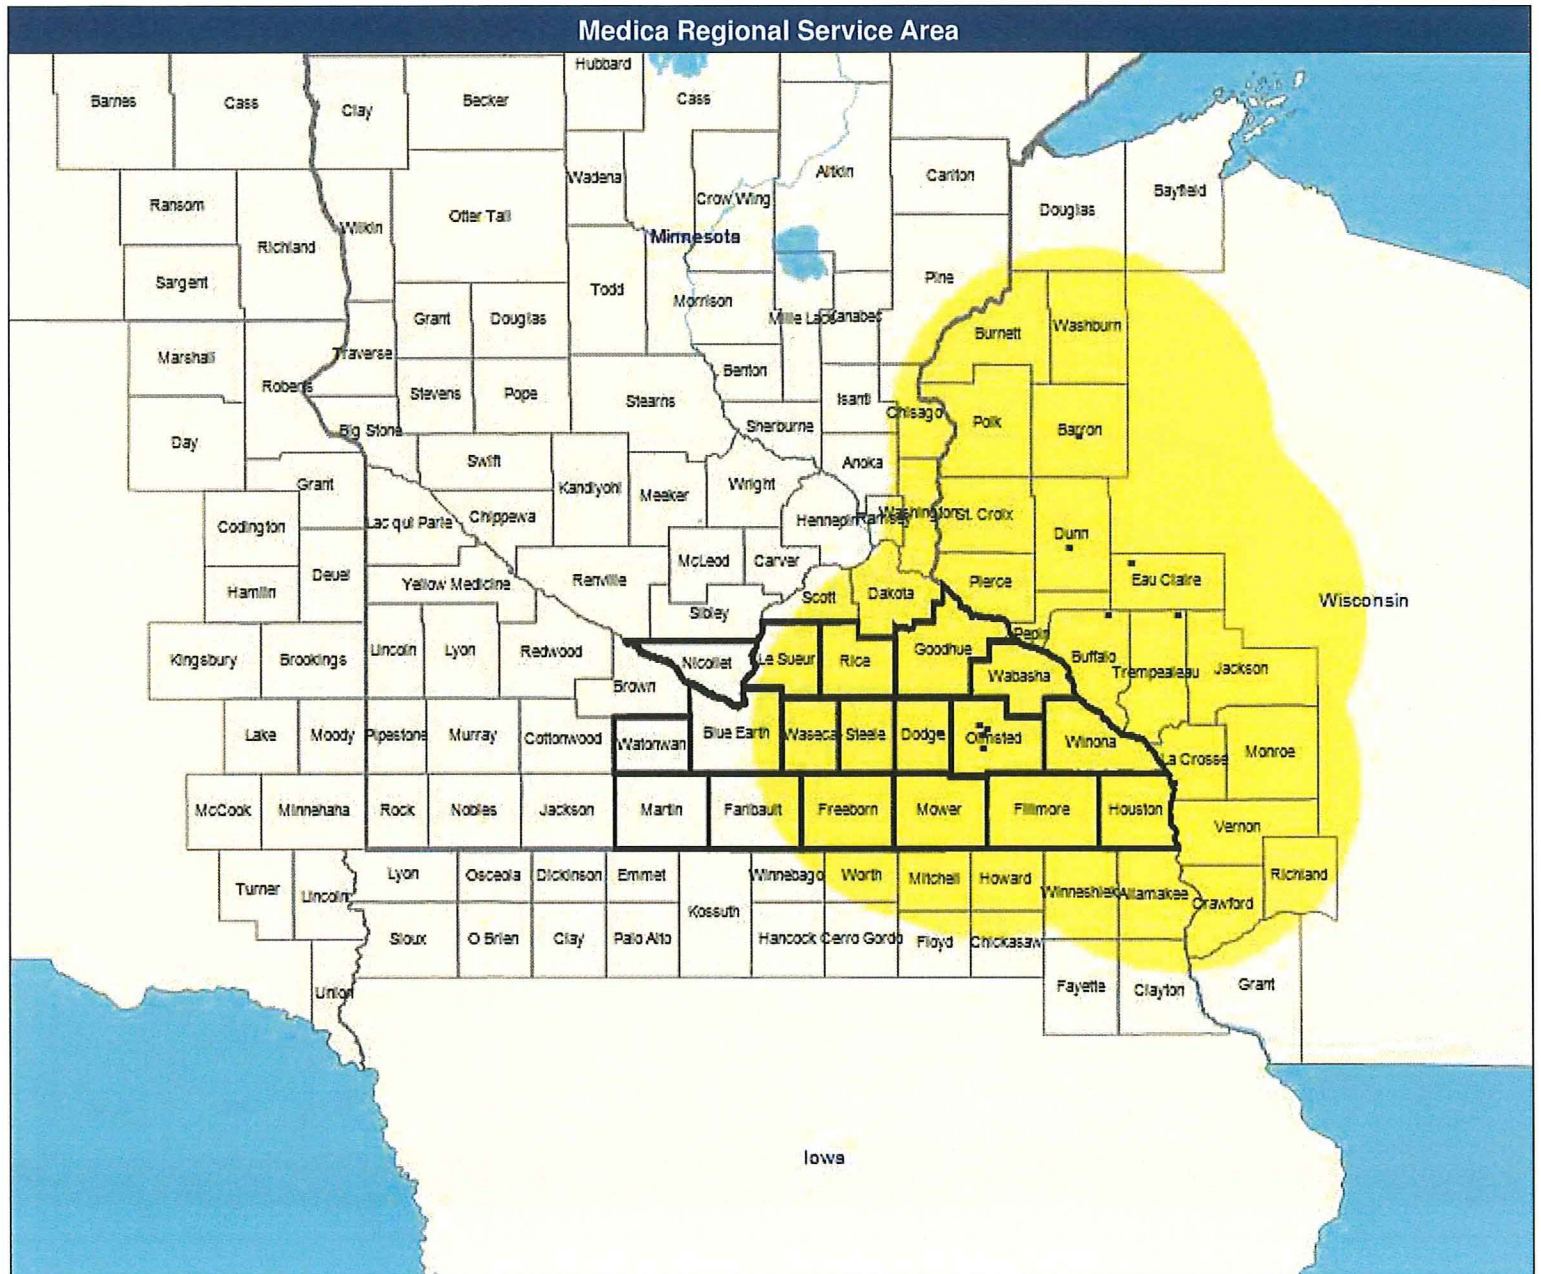 Medica Regional Service Area
Hubbard
Barnes
Cass
Clay
Becker
Cass
Wadena
Aitkin
Carlton
Bayfield
Ransom
Wilkin
Otter Tail
Crow Wing
Douglas
Richland
Minnesota
Sargent
Todd
Pine
Grant
Douglas
Morrison
Mille Lacs
Kanabec
Burnett
Washburn
Marshall
Traverse
Roberts
Stevens
Pope
Benton
Stearns
Isanti
Chisago
Polk
Barron
Day
Big Stone
Sherburne
Swift
Anoka
Grant
Kandiyohi
Meeker
Wright
Codington
Lac qui Parle
Chippewa
Hennepin
Ramsey
Washington
St. Croix
Dunn
Deuel
McLeod
Carver
Hamlin
Yellow Medicine
Renville
Scott
Dakota
Pierce
Eau Claire
Wisconsin
Sibley
Kingsbury
Brookings
Lincoln
Lyon
Redwood
Nicollet
Le Sueur
Rice
Goodhue
Pepin
Buffalo
Trempealeau
Jackson
Brown
Wabasha
Lake
Moody
Pipestone
Murray
Cottonwood
Watonwan
Blue Earth
Waseca
Steele
Dodge
Olmsted
Winona
La Crosse
Monroe
McCook
Minnehaha
Rock
Nobles
Jackson
Martin
Faribault
Freeborn
Mower
Fillmore
Houston
Vernon
Turner
Lincoln
Lyon
Osceola
Dickinson
Emmet
Winnebago
Worth
Mitchell
Howard
Winneshiek
Allamakee
Crawford
Richland
Kossuth
Sioux
O Brien
Clay
Palo Alto
Hancock
Cerro Gordo
Floyd
Chickasaw
Union
Fayette
Clayton
Grant
Iowa